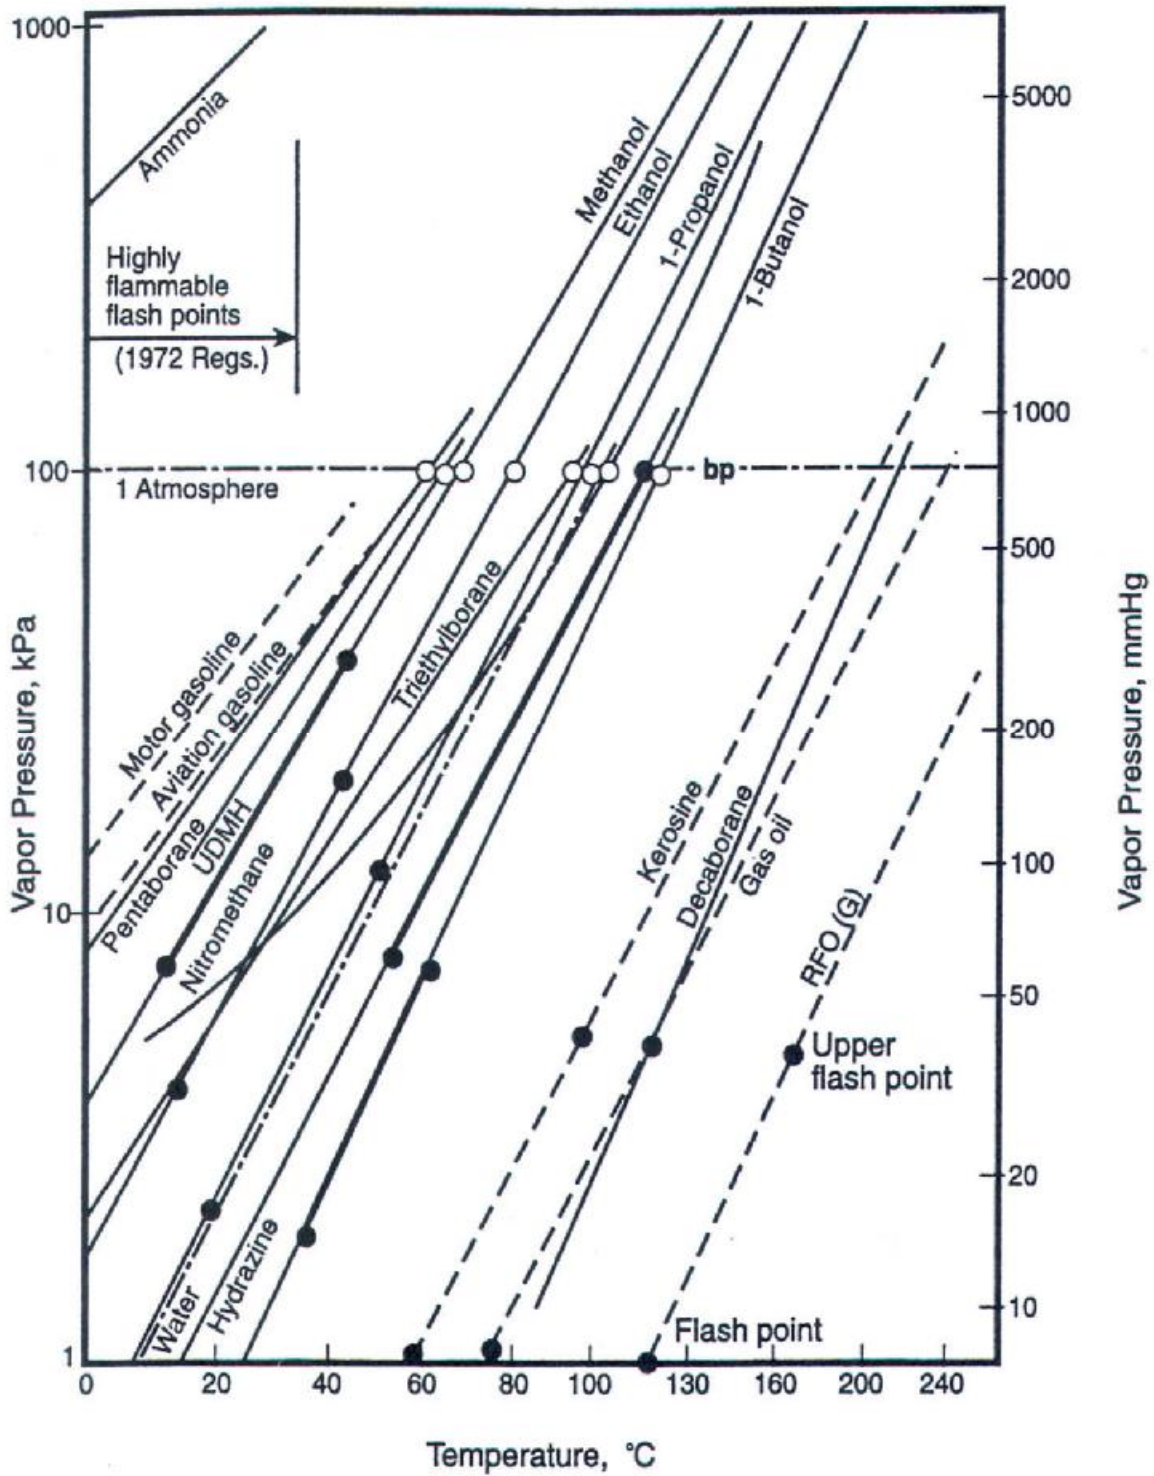 1000
Ammonia
Highly
flammable
flash points
(1972 Regs.)
Methanol
Ethanol
1-Propanol
1-Butanol
5000
2000
1000
100
1 Atmosphere
bp
500
Vapor Pressure, kPa
Vapor Pressure, mmHg
Motor gasoline
Aviation gasoline
Pentaborane
UDMH
Nitromethane
Triethylborane
Kerosine
Decaborane
Gas oil
RFO (G)
200
100
10
50
Upper
flash point
20
Water
Hydrazine
10
Flash point
1
0 20 40 60 80 100 130 160 200 240
Temperature, °C